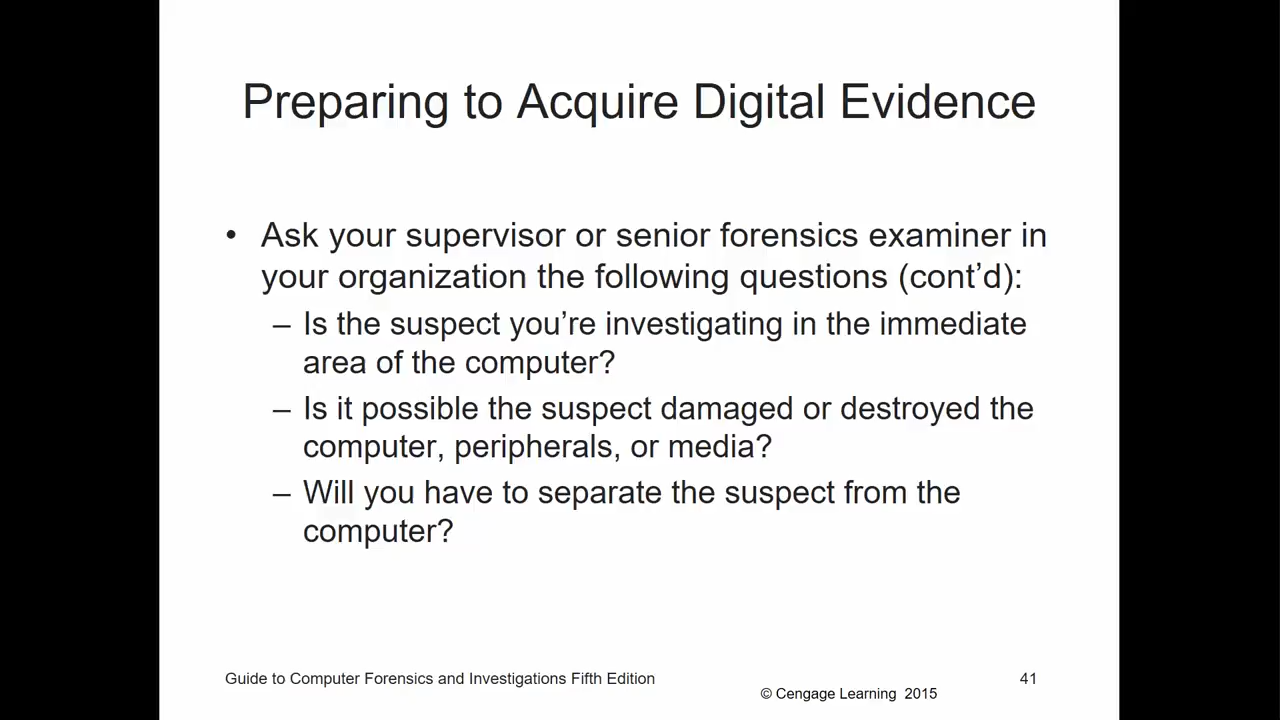 Preparing to Acquire Digital Evidence
• Ask your supervisor or senior forensics examiner in
your organization the following questions (cont’d):
– Is the suspect you’re investigating in the immediate
area of the computer?
– Is it possible the suspect damaged or destroyed the
computer, peripherals, or media?
– Will you have to separate the suspect from the
computer?
Guide to Computer Forensics and Investigations Fifth Edition
41
© Cengage Learning 2015